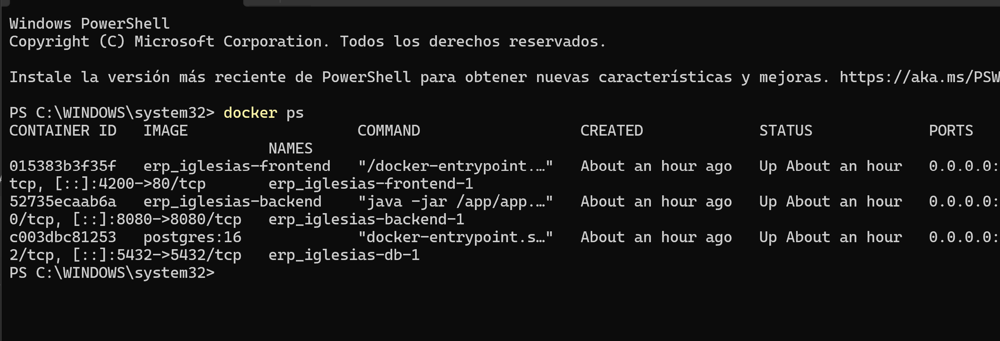 Windows PowerShell
Copyright (C) Microsoft Corporation. Todos los derechos reservados.
Instale la versión más reciente de PowerShell para obtener nuevas características y mejoras. https://aka.ms/PSW
PS C:\WINDOWS\system32> docker ps
CONTAINER ID   IMAGE                   COMMAND                  CREATED             STATUS             PORTS
                             NAMES
015383b3f35f   erp_iglesias-frontend   "/docker-entrypoint.…"   About an hour ago   Up About an hour   0.0.0.0:
tcp, [::]:4200->80/tcp       erp_iglesias-frontend-1
52735ecaab6a   erp_iglesias-backend    "java -jar /app/app.…"   About an hour ago   Up About an hour   0.0.0.0:
0/tcp, [::]:8080->8080/tcp   erp_iglesias-backend-1
c003dbc81253   postgres:16             "docker-entrypoint.s…"   About an hour ago   Up About an hour   0.0.0.0:
2/tcp, [::]:5432->5432/tcp   erp_iglesias-db-1
PS C:\WINDOWS\system32>